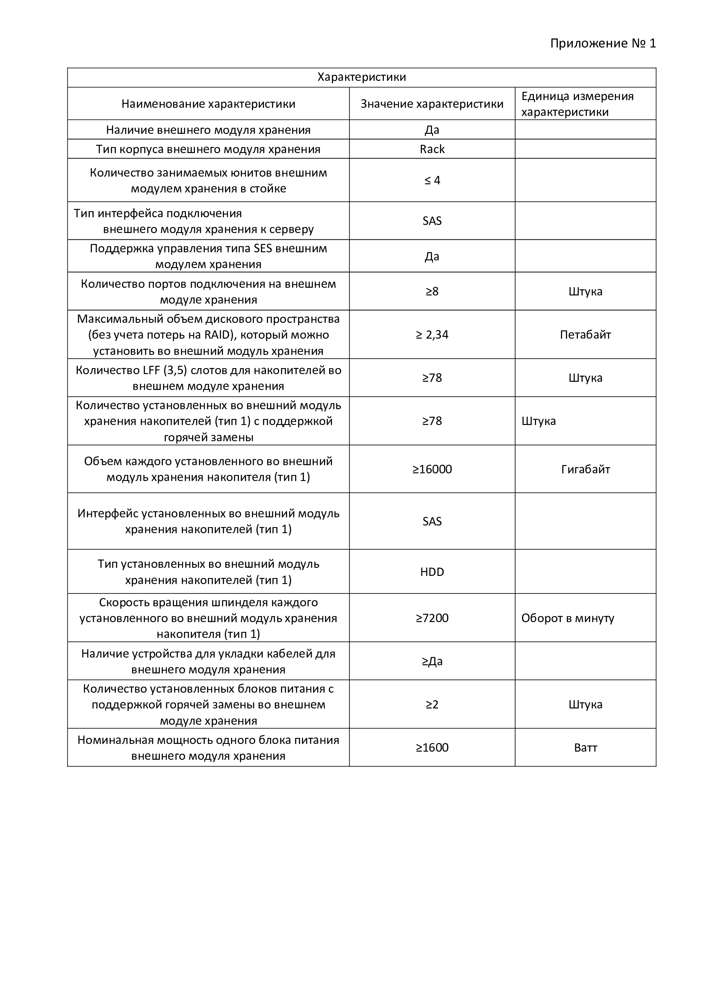 Приложение № 1
Характеристики
Наименование характеристики
Значение характеристики
Единица измерения
характеристики
Наличие внешнего модуля хранения
Да
Тип корпуса внешнего модуля хранения
Rack
Количество занимаемых юнитов внешним
модулем хранения в стойке
≤ 4
Тип интерфейса подключения
внешнего модуля хранения к серверу
SAS
Поддержка управления типа SES внешним
модулем хранения
Да
Количество портов подключения на внешнем
модуле хранения
≥8
Штука
Максимальный объем дискового пространства
(без учета потерь на RAID), который можно
установить во внешний модуль хранения
≥ 2,34
Петабайт
Количество LFF (3,5) слотов для накопителей во
внешнем модуле хранения
≥78
Штука
Количество установленных во внешний модуль
хранения накопителей (тип 1) с поддержкой
горячей замены
≥78
Штука
Объем каждого установленного во внешний
модуль хранения накопителя (тип 1)
≥16000
Гигабайт
Интерфейс установленных во внешний модуль
хранения накопителей (тип 1)
SAS
Тип установленных во внешний модуль
хранения накопителей (тип 1)
HDD
Скорость вращения шпинделя каждого
установленного во внешний модуль хранения
накопителя (тип 1)
≥7200
Оборот в минуту
Наличие устройства для укладки кабелей для
внешнего модуля хранения
≥Да
Количество установленных блоков питания с
поддержкой горячей замены во внешнем
модуле хранения
≥2
Штука
Номинальная мощность одного блока питания
внешнего модуля хранения
≥1600
Ватт